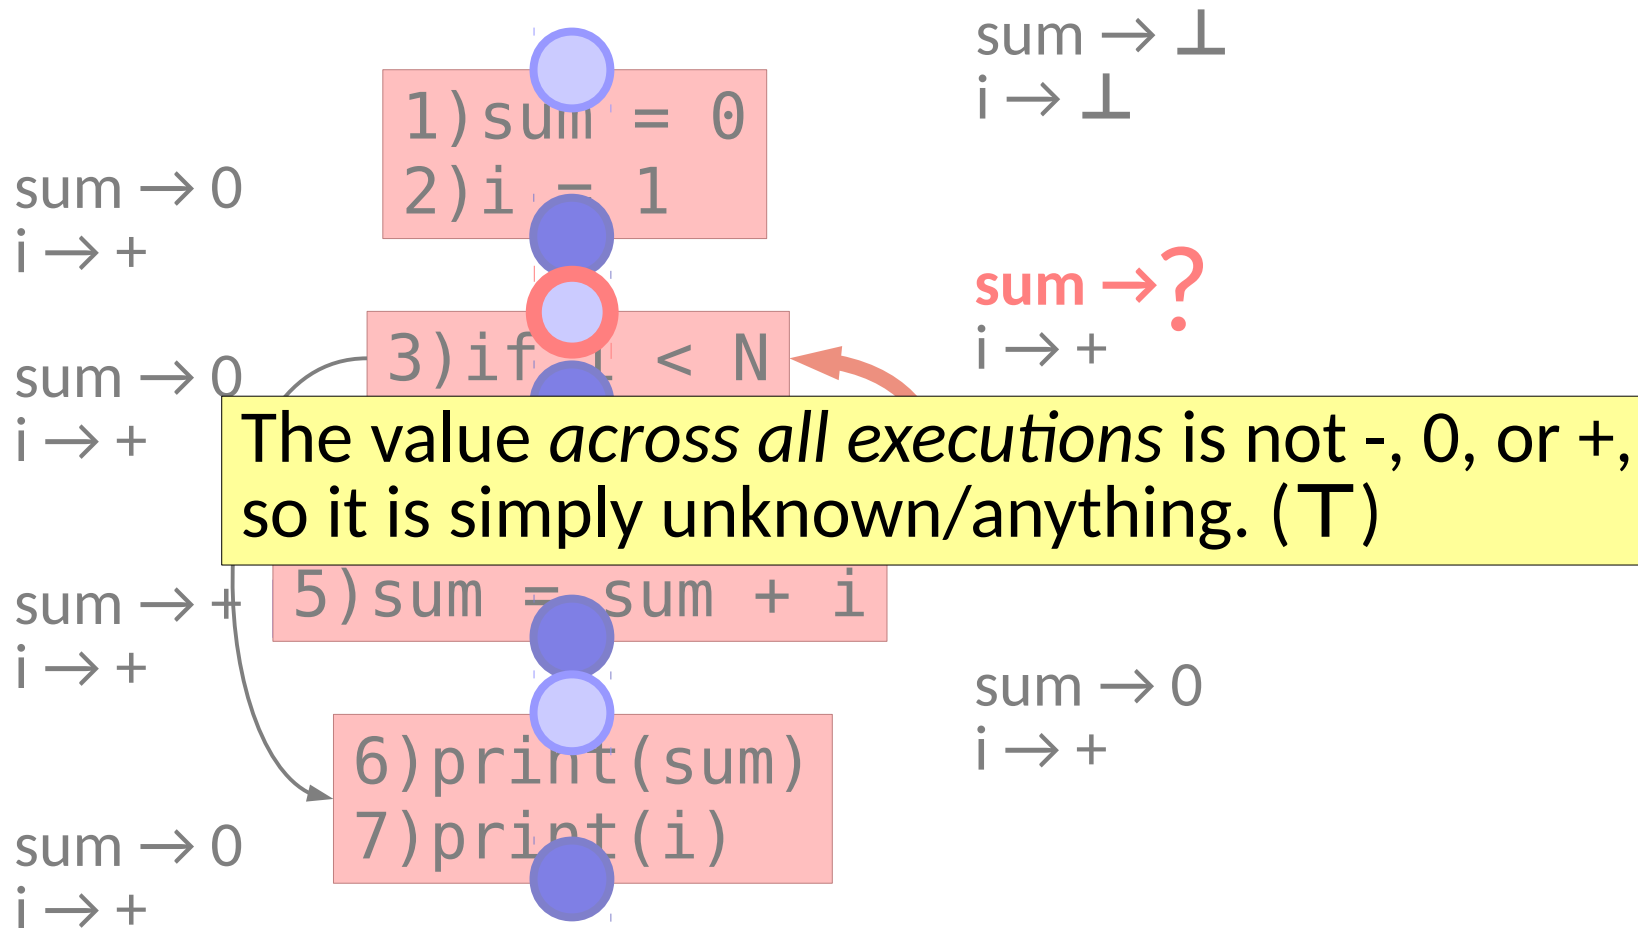 sum → ⊥
i → ⊥
1)sum = 0
2)i = 1
sum → 0
i → +
sum → ?
i → +
3)if i < N
sum → 0
i → +
The value across all executions is not -, 0, or +,
so it is simply unknown/anything. (⊤)
5)sum = sum + i
sum → +
i → +
sum → 0
i → +
6)print(sum)
7)print(i)
sum → 0
i → +